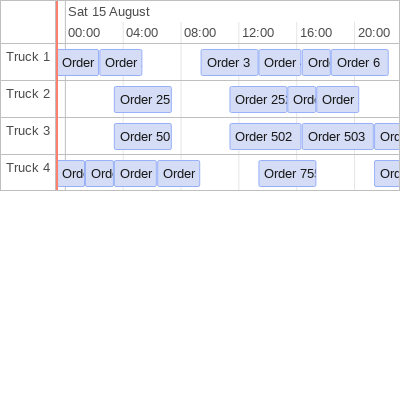 Sat 15 August
00:00 04:00 08:00 12:00 16:00 20:00
Truck 1 Order Order Order 3 Order Ord Order 6
Truck 2 Order 25 Order 25 Ord Order
Truck 3 Order 50 Order 502 Order 503 Ord
Truck 4 Ord Ord Order Order Order 75 Ord